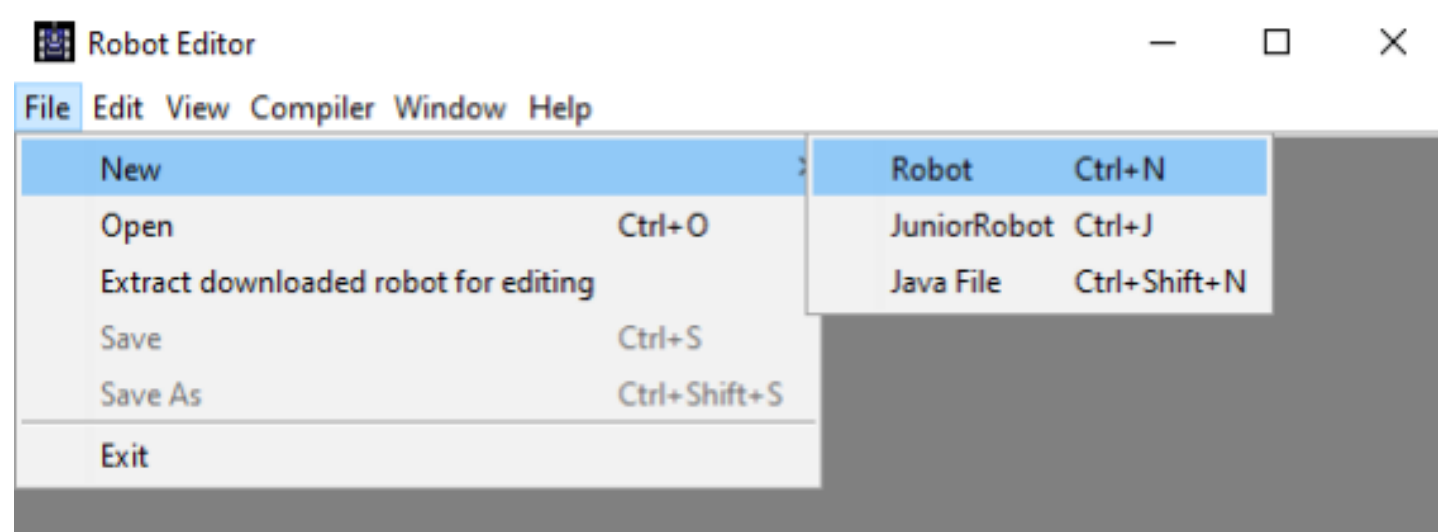 Robot Editor
File Edit View Compiler Window Help
New Robot Ctrl+N
Open Ctrl+O JuniorRobot Ctrl+J
Extract downloaded robot for editing Java File Ctrl+Shift+N
Save Ctrl+S
Save As Ctrl+Shift+S
Exit